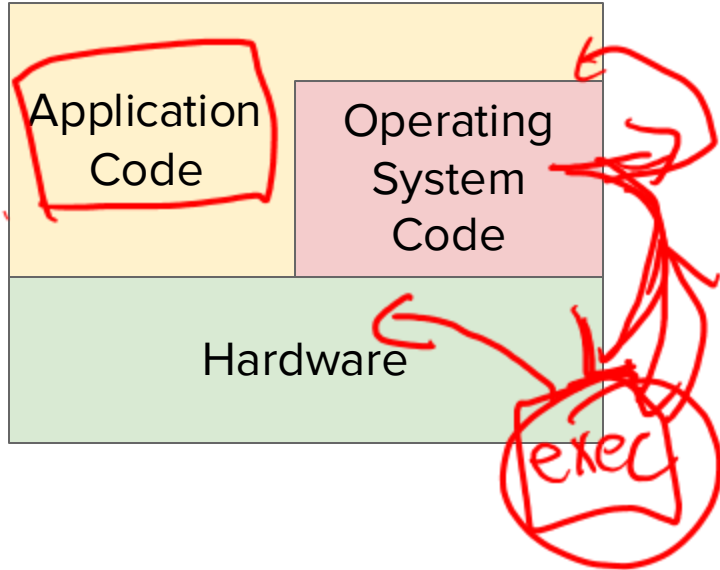 Application
Code
Operating
System
Code
Hardware
exec